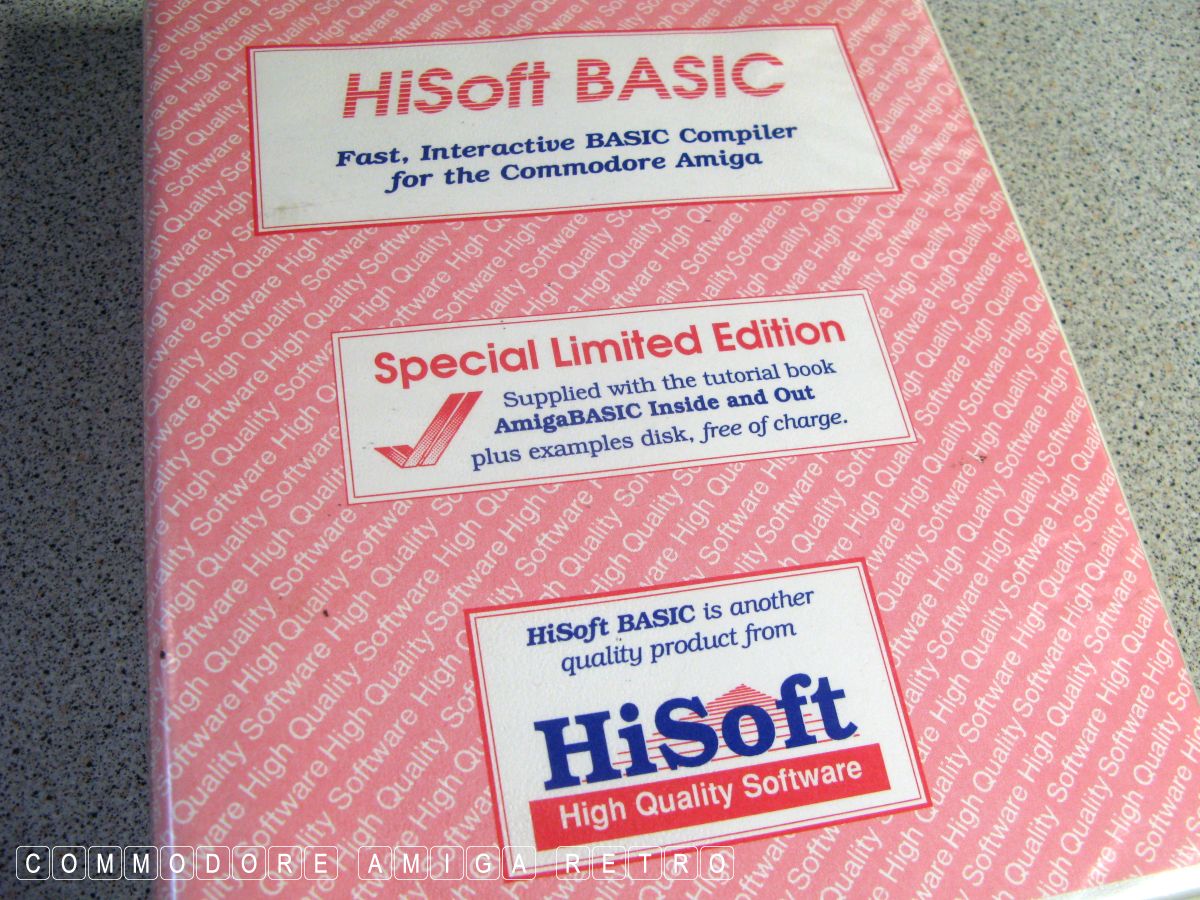 HiSoft BASIC
Fast, Interactive BASIC Compiler
for the Commodore Amiga
Special Limited Edition
Supplied with the tutorial book
AmigaBASIC Inside and Out
plus examples disk, free of charge.
HiSoft BASIC is another
quality product from
HiSoft
High Quality Software
COMMODORE AMIGA RETRO